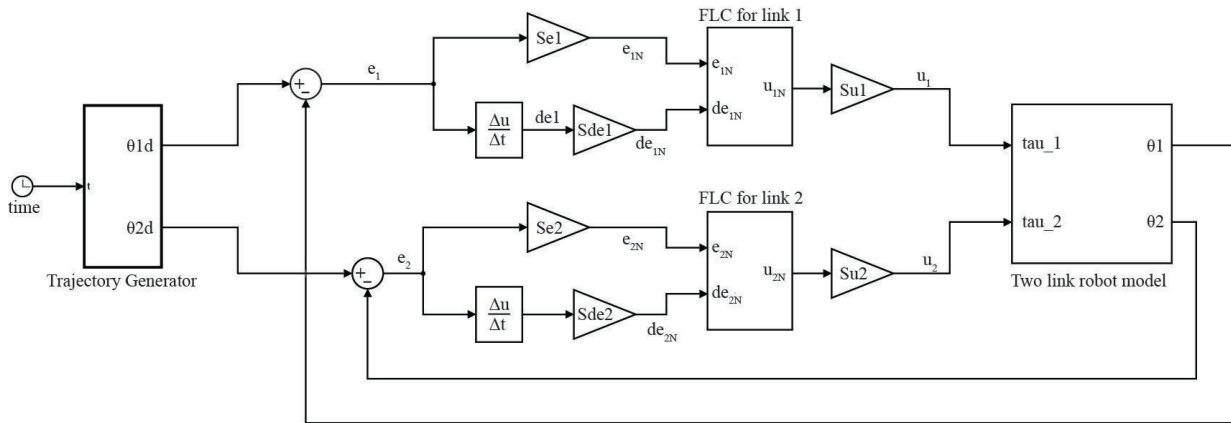 FLC for link 1
Se1
e₁
e₁N
e₁N
u₁N
Su1
u₁
θ1d
Δu
Δt
de1
Sde1
de₁N
de₁N
tau_1
θ1
t
time
θ2d
Trajectory Generator
FLC for link 2
Se2
e₂
e₂N
e₂N
u₂N
Su2
u₂
tau_2
θ2
Two link robot model
Δu
Δt
Sde2
de₂N
de₂N